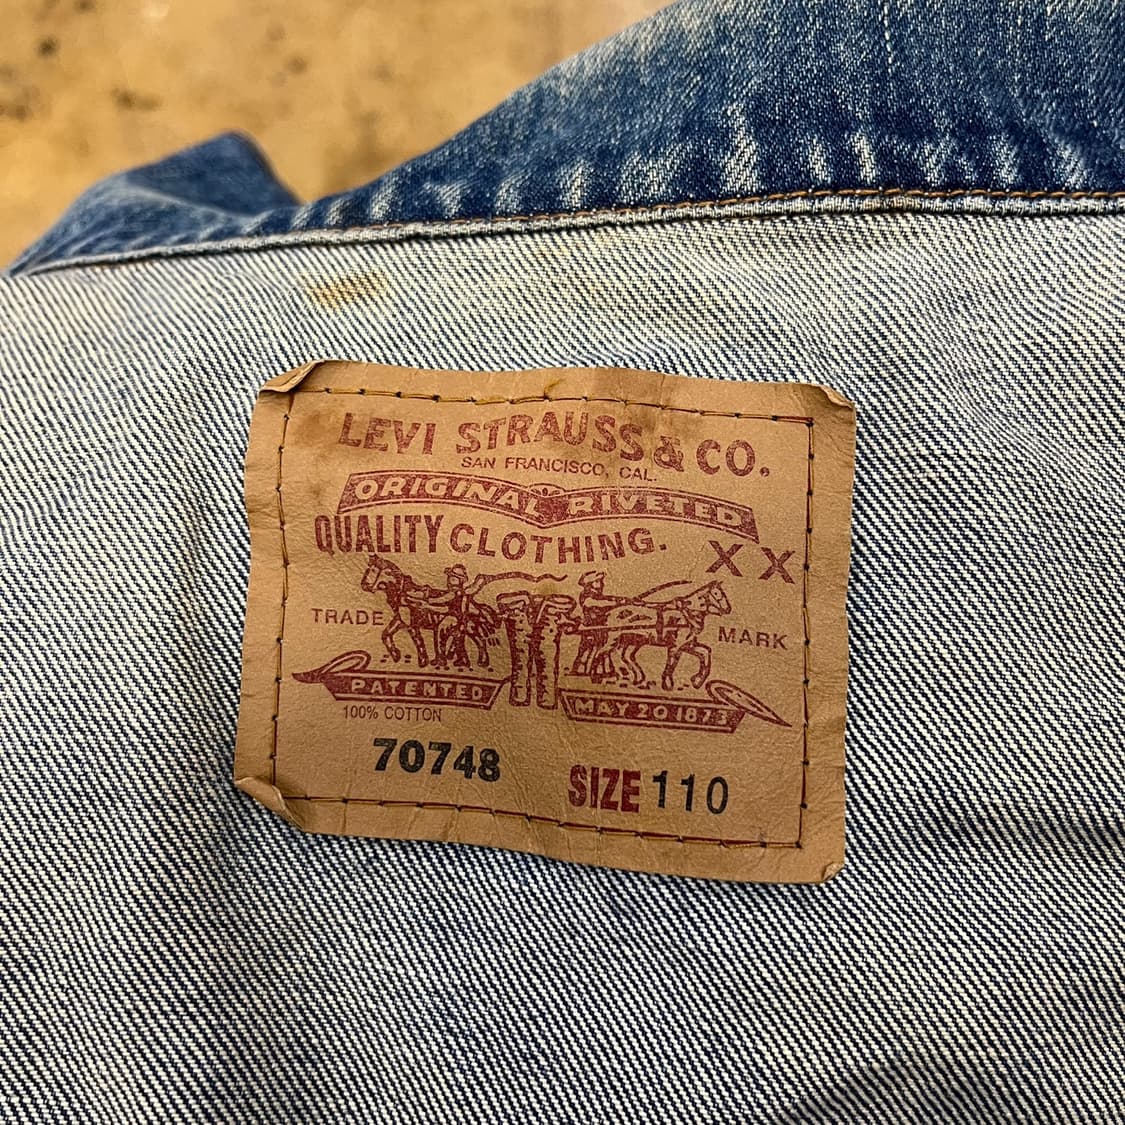 LEVI STRAUSS & CO.
SAN FRANCISCO, CAL.
ORIGINAL RIVETED
QUALITY CLOTHING.
XX
TRADE MARK
PATENTED MAY 20 1873
100% COTTON
70748 SIZE 110